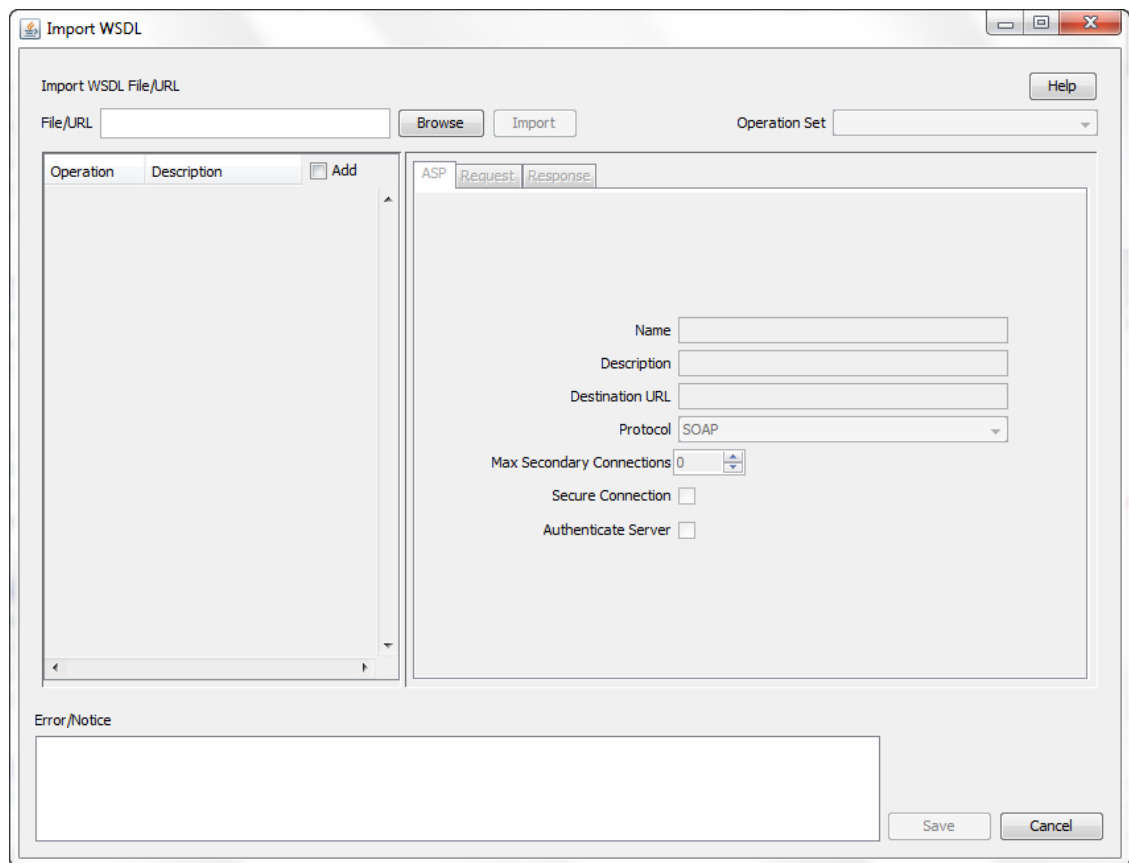 Import WSDL
Import WSDL File/URL
Help
File/URL
Browse
Import
Operation Set
Operation Description Add
ASP Request Response
Name
Description
Destination URL
Protocol SOAP
Max Secondary Connections 0
Secure Connection
Authenticate Server
Error/Notice
Save
Cancel